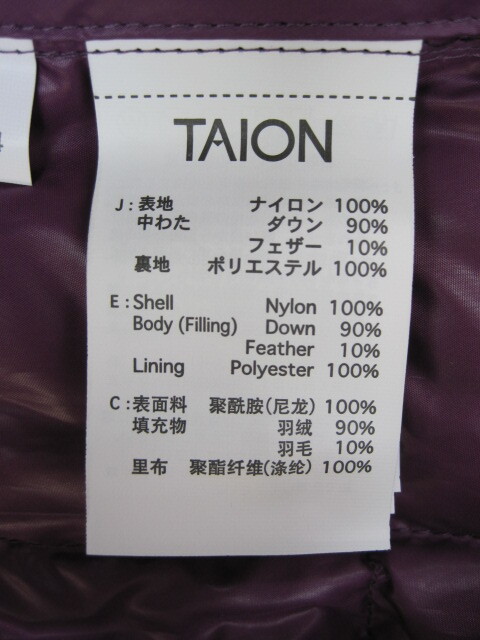 4
TAION
J : 表地 ナイロン 100%
中わた ダウン 90%
フェザー 10%
裏地 ポリエステル 100%
E : Shell Nylon 100%
Body (Filling) Down 90%
Feather 10%
Lining Polyester 100%
C : 表面料 聚酰胺(尼龙) 100%
填充物 羽绒 90%
羽毛 10%
里布 聚酯纤维(涤纶) 100%